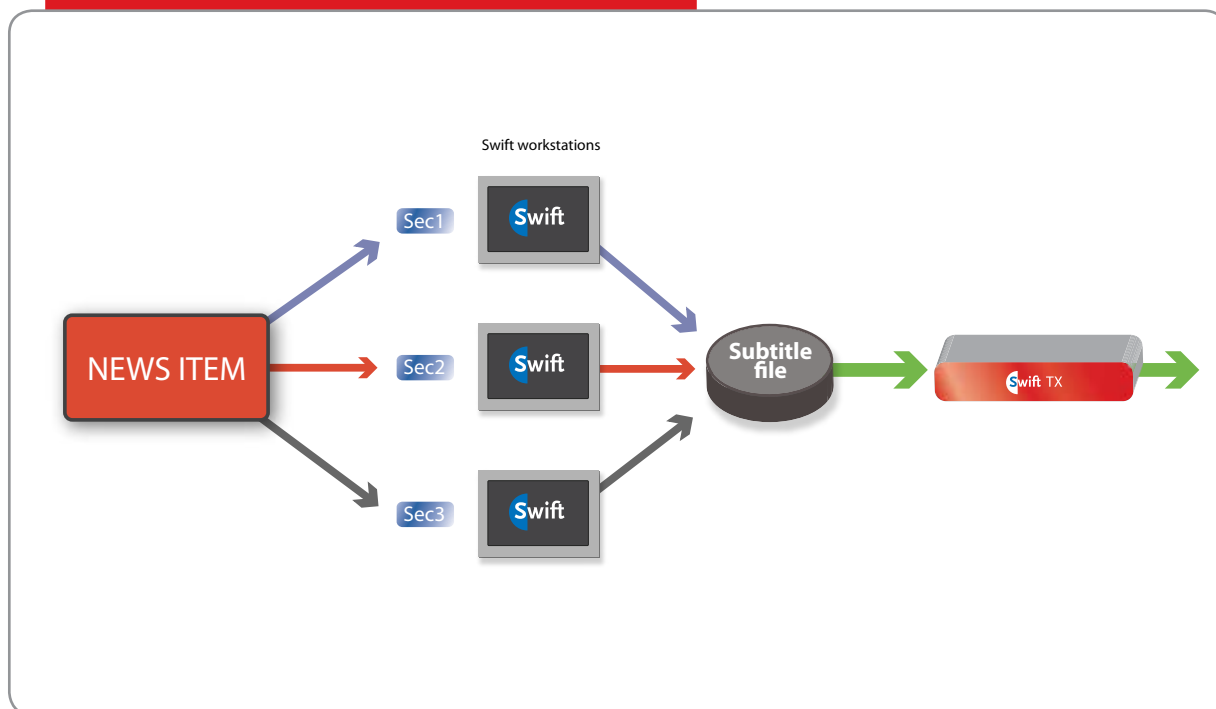 Swift workstations
Sec1
Swift
NEWS ITEM
Sec2
Swift
Subtitle
file
Swift TX
Sec3
Swift